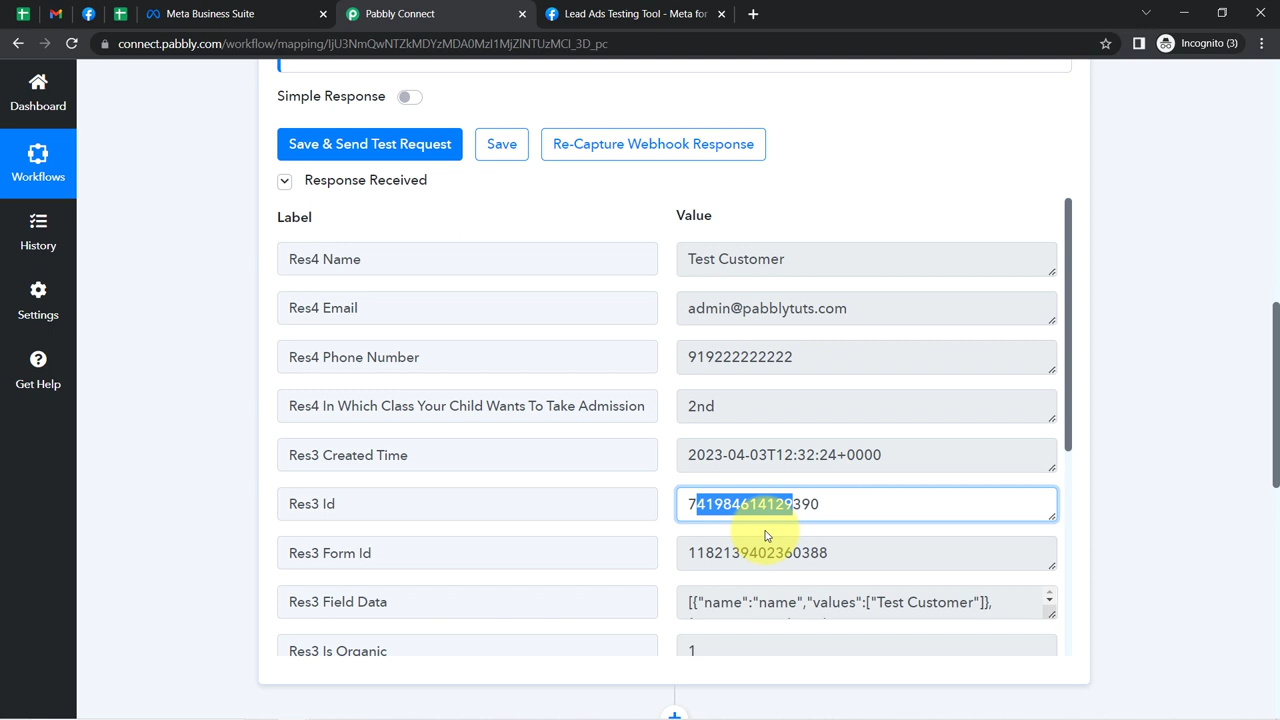 Meta Business Suite
Pabbly Connect
Lead Ads Testing Tool - Meta for
connect.pabbly.com/workflow/mapping/IjU3NmQwNTZkMDYzMDA0MzI1MjZlNTUzMCI_3D_pc
Incognito (3)
Dashboard
Workflows
History
Settings
Get Help
Simple Response
Save & Send Test Request
Save
Re-Capture Webhook Response
Response Received
Label
Value
Res4 Name
Test Customer
Res4 Email
admin@pabblytuts.com
Res4 Phone Number
919222222222
Res4 In Which Class Your Child Wants To Take Admission
2nd
Res3 Created Time
2023-04-03T12:32:24+0000
Res3 Id
741984614129390
Res3 Form Id
1182139402360388
Res3 Field Data
[{"name":"name","values":["Test Customer"]},
Res3 Is Organic
1